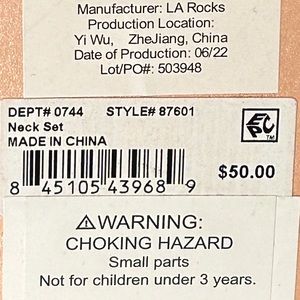 Manufacturer: LA Rocks
Production Location:
Yi Wu, ZheJiang, China
Date of Production: 06/22
Lot/PO#: 503948
DEPT# 0744 STYLE# 87601
Neck Set
MADE IN CHINA
EPC
TM
8 45105 43968 9
$50.00
⚠WARNING:
CHOKING HAZARD
Small parts
Not for children under 3 years.